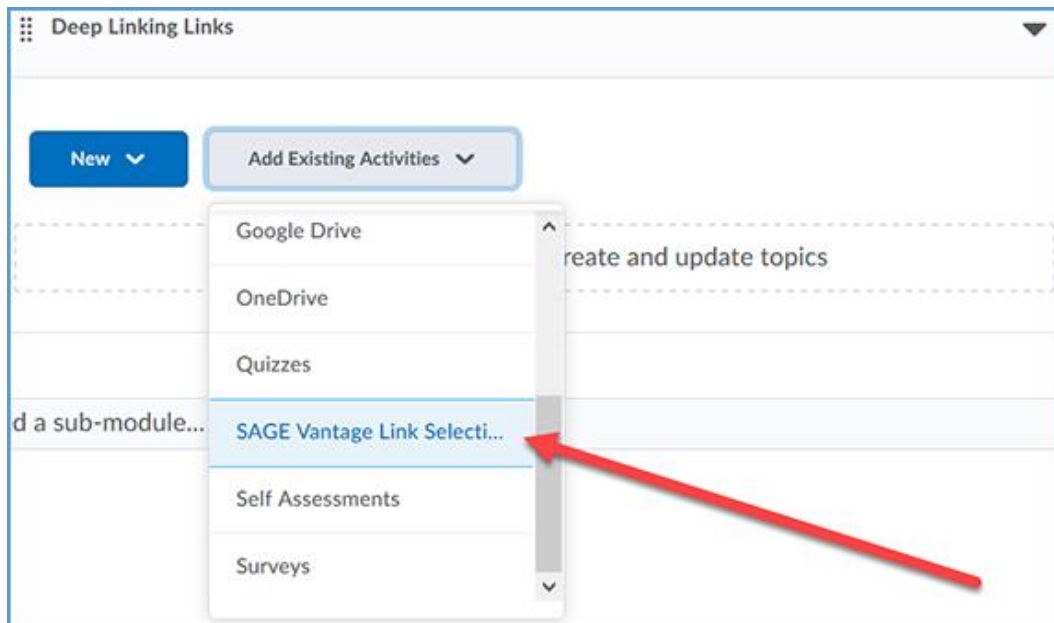 Deep Linking Links
New
Add Existing Activities
Google Drive
reate and update topics
OneDrive
Quizzes
d a sub-module...
SAGE Vantage Link Selecti...
Self Assessments
Surveys